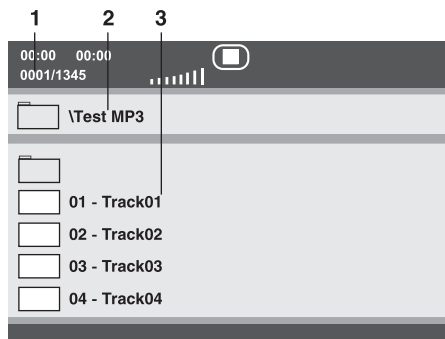 1 2 3
00:00 00:00
0001/1345
\Test MP3
01 - Track01
02 - Track02
03 - Track03
04 - Track04